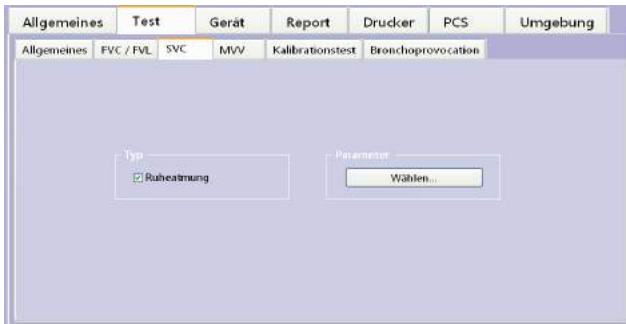 Allgemeines Test Gerät Report Drucker PCS Umgebung
Allgemeines FVC / FVL SVC MVV Kalibrationstest Bronchoprovocation
Typ Parameter
Ruheatmung Wählen...